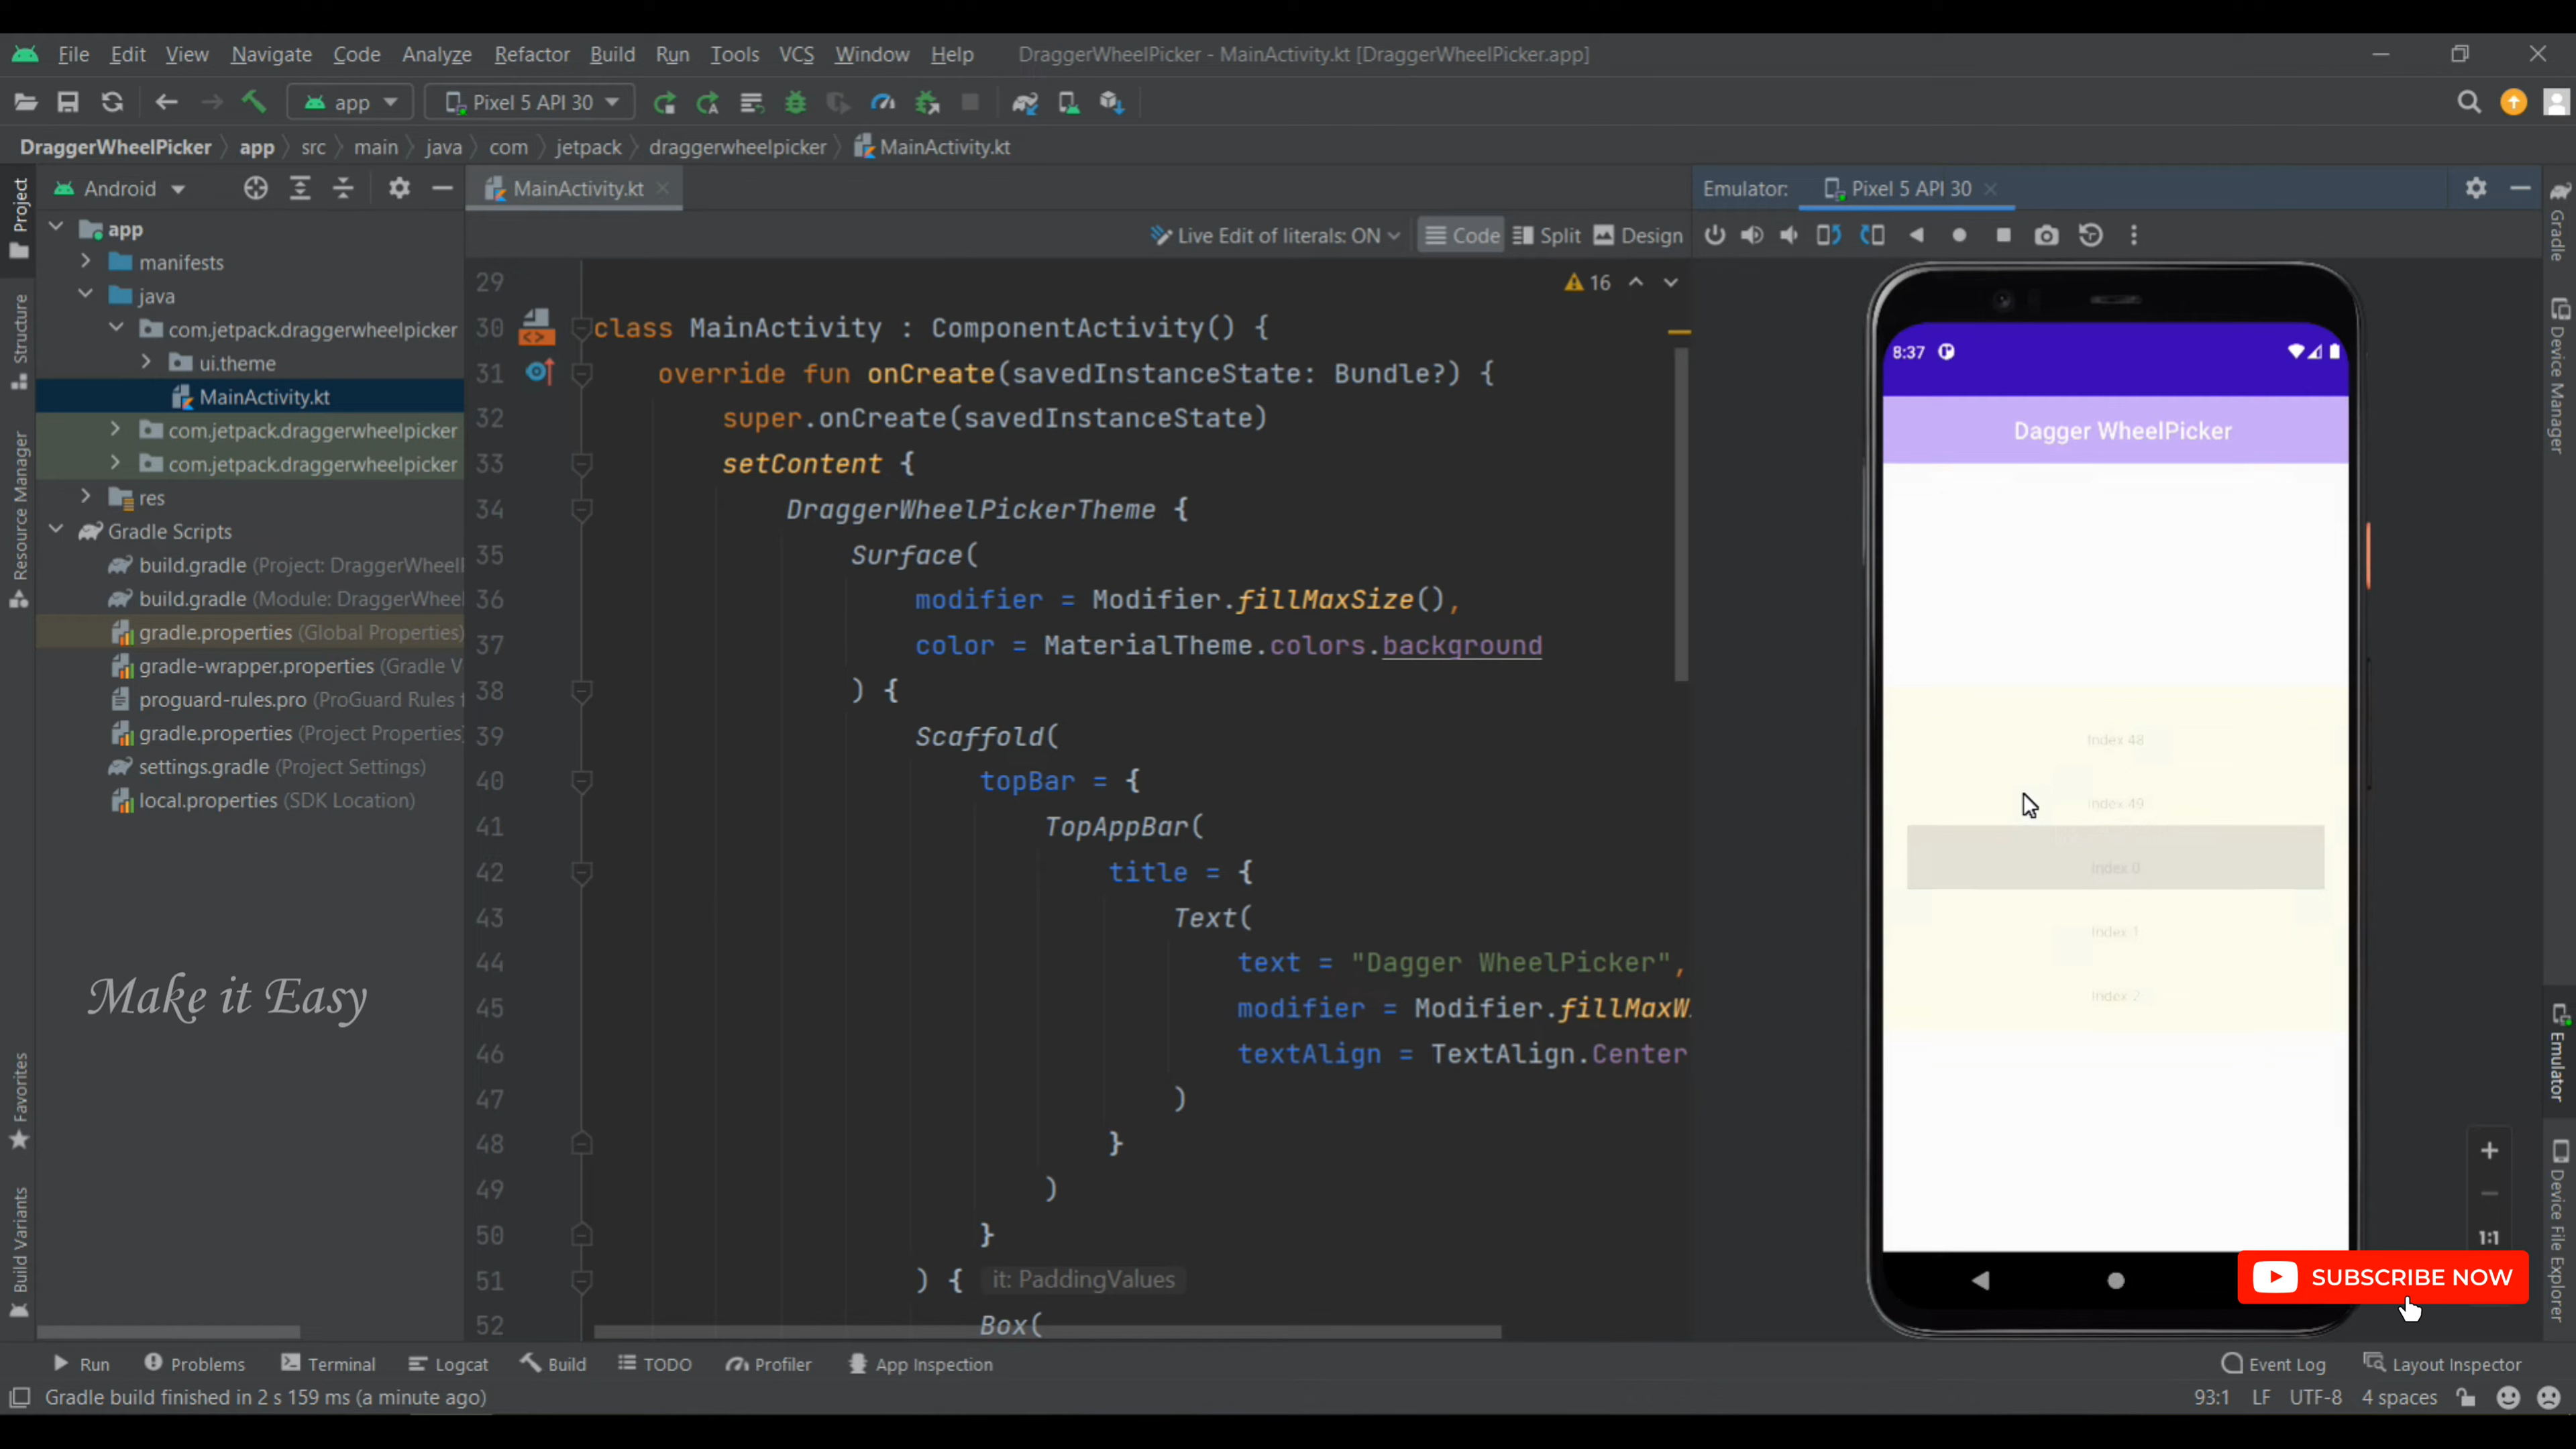 File Edit View Navigate Code Analyze Refactor Build Run Tools VCS Window Help DraggerWheelPicker - MainActivity.kt [DraggerWheelPicker.app]
app Pixel 5 API 30
DraggerWheelPicker app src main java com jetpack draggerwheelpicker MainActivity.kt
Project
Structure
Resource Manager
Favorites
Build Variants
Android
app
manifests
java
com.jetpack.draggerwheelpicker
ui.theme
MainActivity.kt
com.jetpack.draggerwheelpicker
com.jetpack.draggerwheelpicker
res
Gradle Scripts
build.gradle (Project: DraggerWheel
build.gradle (Module: DraggerWhee
gradle.properties (Global Properties)
gradle-wrapper.properties (Gradle V
proguard-rules.pro (ProGuard Rules f
gradle.properties (Project Properties)
settings.gradle (Project Settings)
local.properties (SDK Location)
Make it Easy
MainActivity.kt
Live Edit of literals: ON Code Split Design
16
29
30 class MainActivity : ComponentActivity() {
31 override fun onCreate(savedInstanceState: Bundle?) {
32 super.onCreate(savedInstanceState)
33 setContent {
34 DraggerWheelPickerTheme {
35 Surface(
36 modifier = Modifier.fillMaxSize(),
37 color = MaterialTheme.colors.background
38 ) {
39 Scaffold(
40 topBar = {
41 TopAppBar(
42 title = {
43 Text(
44 text = "Dagger WheelPicker",
45 modifier = Modifier.fillMaxW
46 textAlign = TextAlign.Center
47 )
48 }
49 )
50 }
51 ) { it: PaddingValues
52 Box(
Emulator: Pixel 5 API 30
8:37
Dagger WheelPicker
Index 48
Index 49
Index 0
Index 1
Index 2
1:1
SUBSCRIBE NOW
Gradle
Device Manager
Emulator
Device File Explorer
Run Problems Terminal Logcat Build TODO Profiler App Inspection Event Log Layout Inspector
Gradle build finished in 2 s 159 ms (a minute ago) 93:1 LF UTF-8 4 spaces